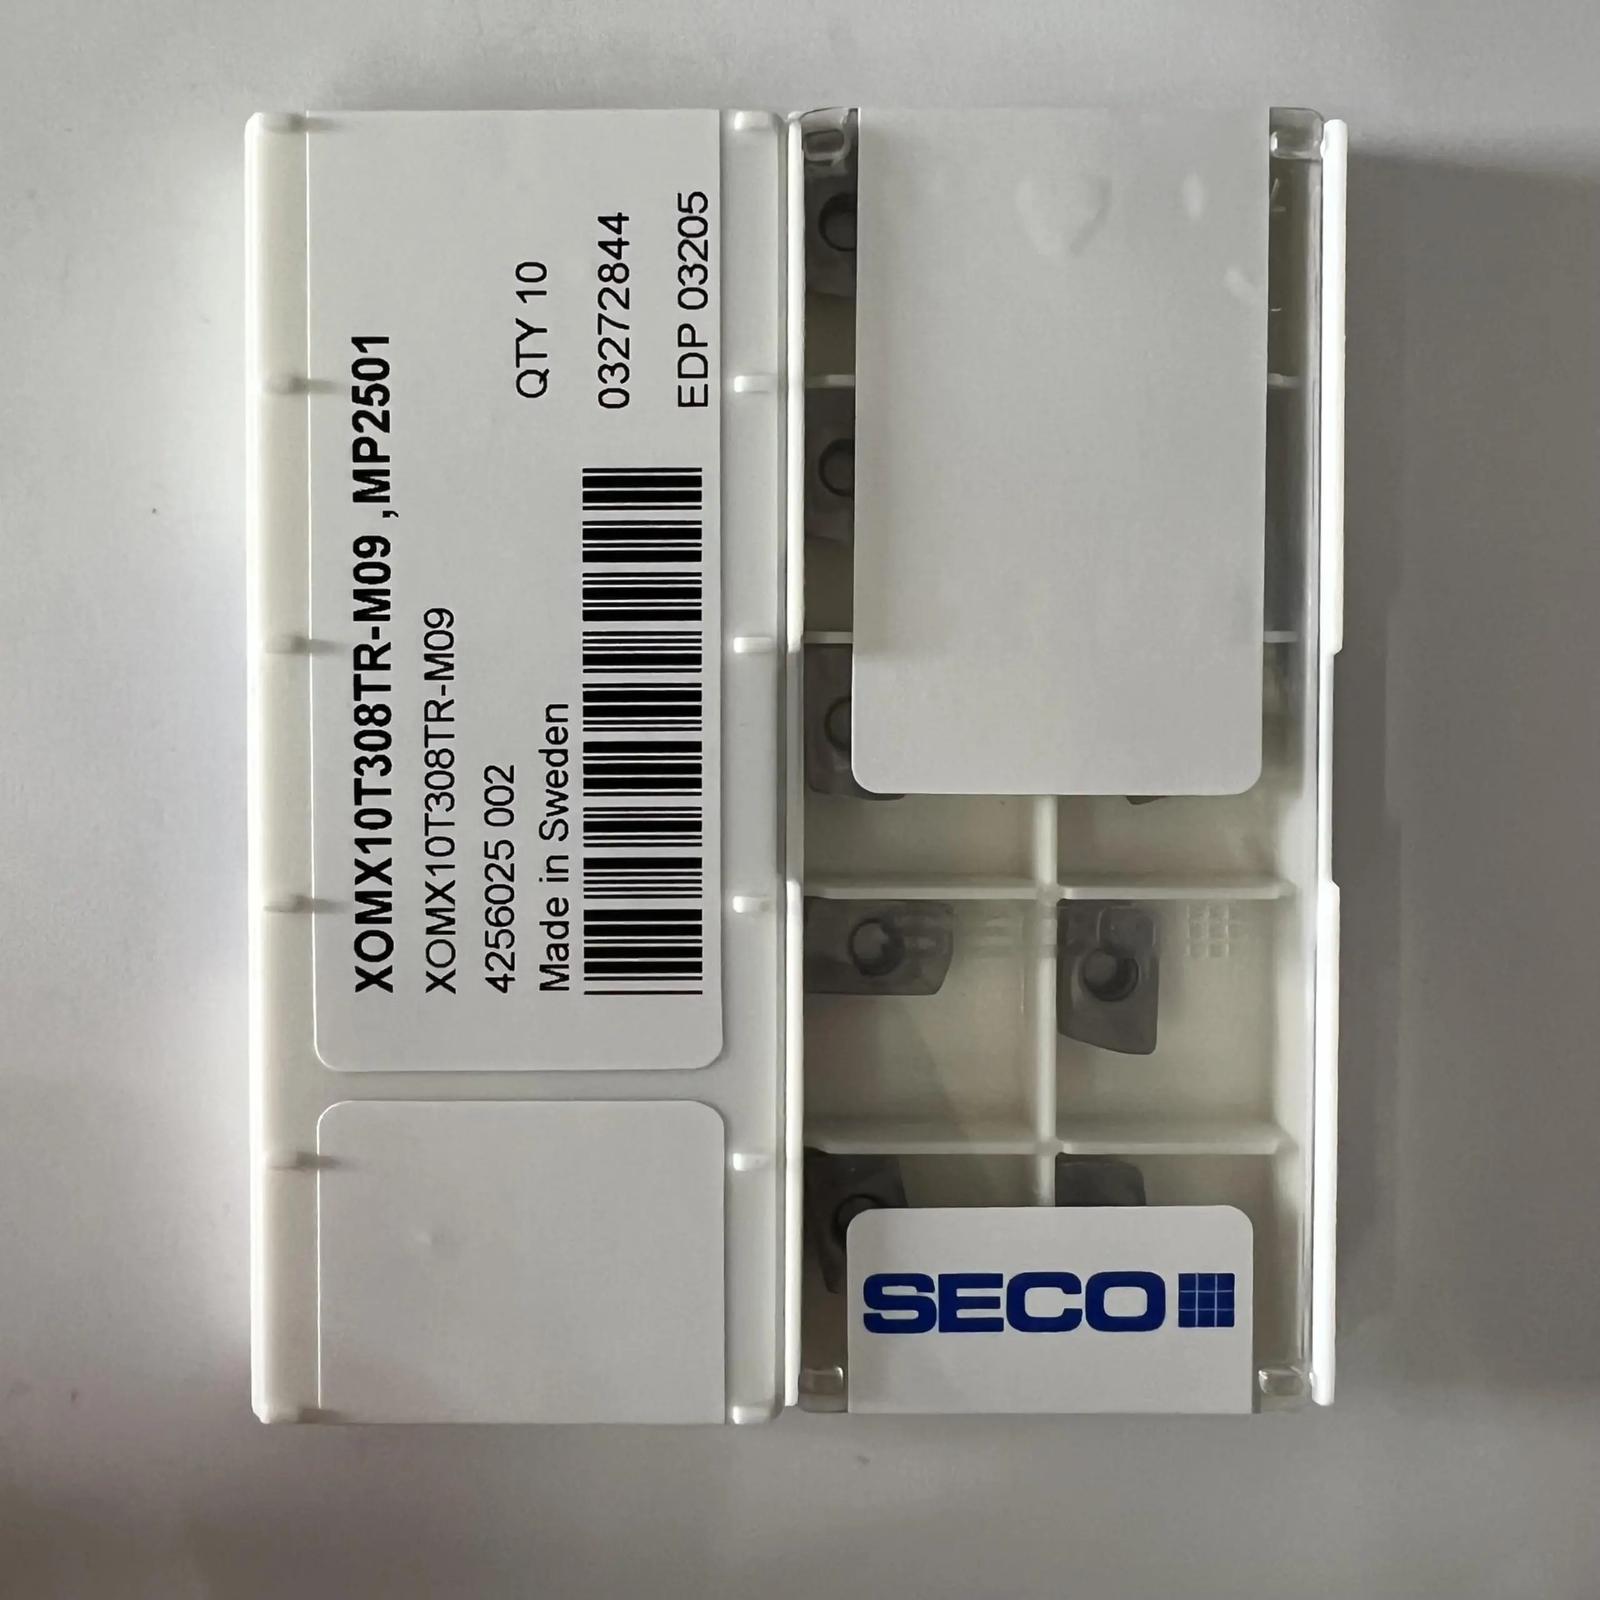 XOMX10T308TR-M09 ,MP2501
XOMX10T308TR-M09
4256025 002
QTY 10
Made in Sweden
03272844
EDP 03205
SECO